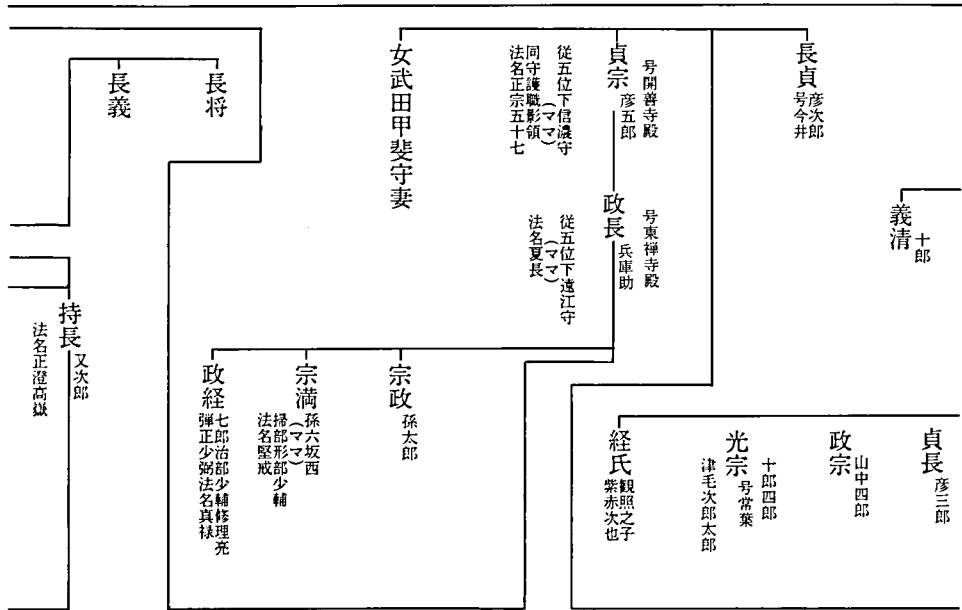 長貞
彦次郎
号今井
号開善寺殿
貞宗
彦五郎
従五位下信濃守
(ママ)
同守護職影領
(ママ)
法名正宗五十七
女武田甲斐守妻
長将
長義
義清
十郎
号東禅寺殿
政長
兵庫助
従五位下遠江守
(ママ)
法名夏長
持長
又次郎
法名正澄高嶽
宗政
孫太郎
宗満
孫六坂西
(ママ)
掃部形部少輔
法名堅戒
政経
七郎治部少輔修理亮
弾正少弼法名真禄
貞長
彦三郎
政宗
山中四郎
光宗
十郎四郎
号常葉
津毛次郎太郎
経氏
観照之子
紫赤次也